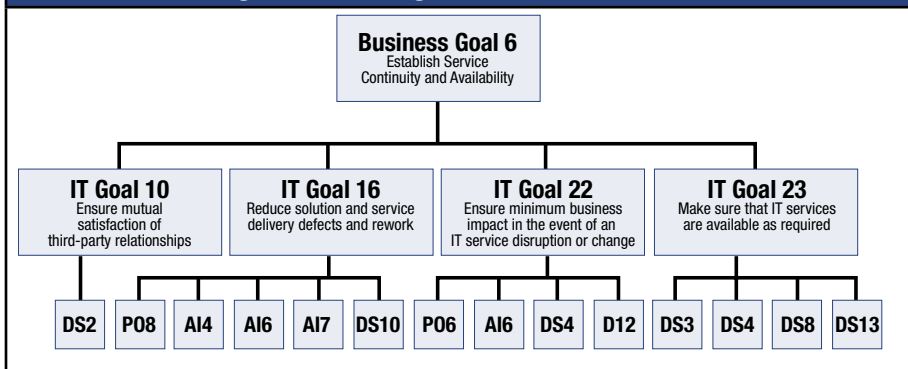 Business Goal 6
Establish Service
Continuity and Availability
IT Goal 10
Ensure mutual
satisfaction of
third-party relationships
IT Goal 16
Reduce solution and service
delivery defects and rework
IT Goal 22
Ensure minimum business
impact in the event of an
IT service disruption or change
IT Goal 23
Make sure that IT services
are available as required
DS2 PO8 AI4 AI6 AI7 DS10 PO6 AI6 DS4 D12 DS3 DS4 DS8 DS13